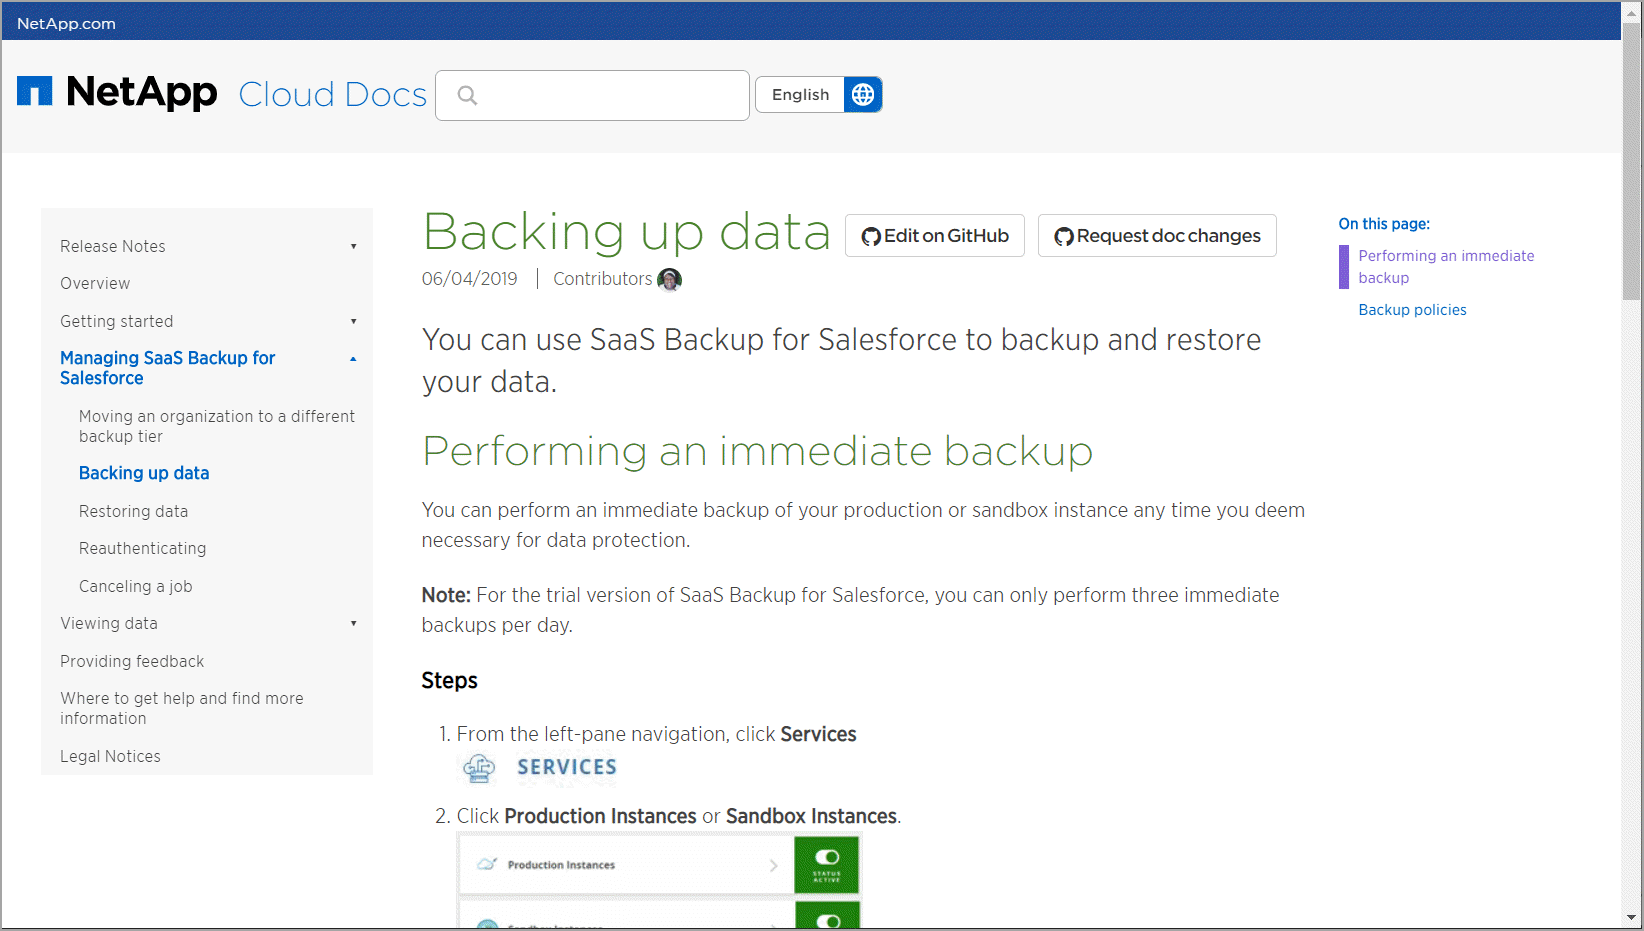 NetApp.com
NetApp Cloud Docs
English
Release Notes
Overview
Getting started
Managing SaaS Backup for
Salesforce
Moving an organization to a different
backup tier
Backing up data
Restoring data
Reauthenticating
Canceling a job
Viewing data
Providing feedback
Where to get help and find more
information
Legal Notices
Backing up data
Edit on GitHub
Request doc changes
06/04/2019
Contributors
You can use SaaS Backup for Salesforce to backup and restore
your data.
Performing an immediate backup
You can perform an immediate backup of your production or sandbox instance any time you deem
necessary for data protection.
Note: For the trial version of SaaS Backup for Salesforce, you can only perform three immediate
backups per day.
Steps
1. From the left-pane navigation, click Services
SERVICES
2. Click Production Instances or Sandbox Instances.
Production Instances
STATUS
ACTIVE
Sandbox Instances
On this page:
Performing an immediate
backup
Backup policies